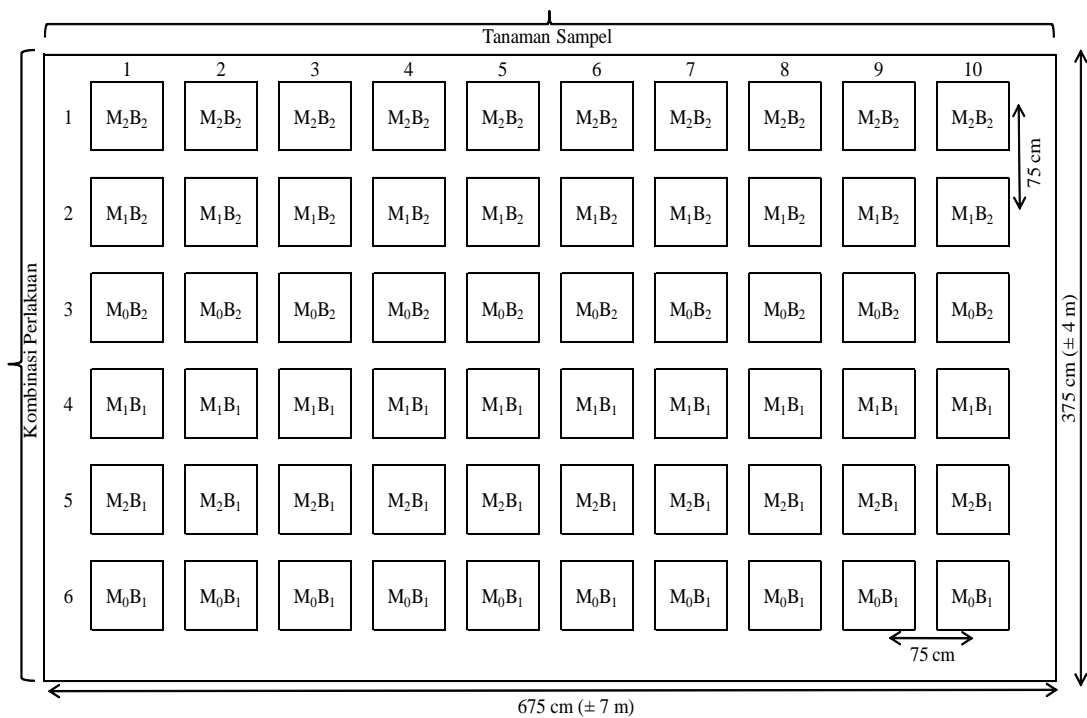 Tanaman Sampel
1 2 3 4 5 6 7 8 9 10
1 M₂B₂ M₂B₂ M₂B₂ M₂B₂ M₂B₂ M₂B₂ M₂B₂ M₂B₂ M₂B₂ M₂B₂
75 cm
2 M₁B₂ M₁B₂ M₁B₂ M₁B₂ M₁B₂ M₁B₂ M₁B₂ M₁B₂ M₁B₂ M₁B₂
Kombinasi Perlakuan
3 M₀B₂ M₀B₂ M₀B₂ M₀B₂ M₀B₂ M₀B₂ M₀B₂ M₀B₂ M₀B₂ M₀B₂
375 cm (± 4 m)
4 M₁B₁ M₁B₁ M₁B₁ M₁B₁ M₁B₁ M₁B₁ M₁B₁ M₁B₁ M₁B₁ M₁B₁
5 M₂B₁ M₂B₁ M₂B₁ M₂B₁ M₂B₁ M₂B₁ M₂B₁ M₂B₁ M₂B₁ M₂B₁
6 M₀B₁ M₀B₁ M₀B₁ M₀B₁ M₀B₁ M₀B₁ M₀B₁ M₀B₁ M₀B₁ M₀B₁
75 cm
675 cm (± 7 m)